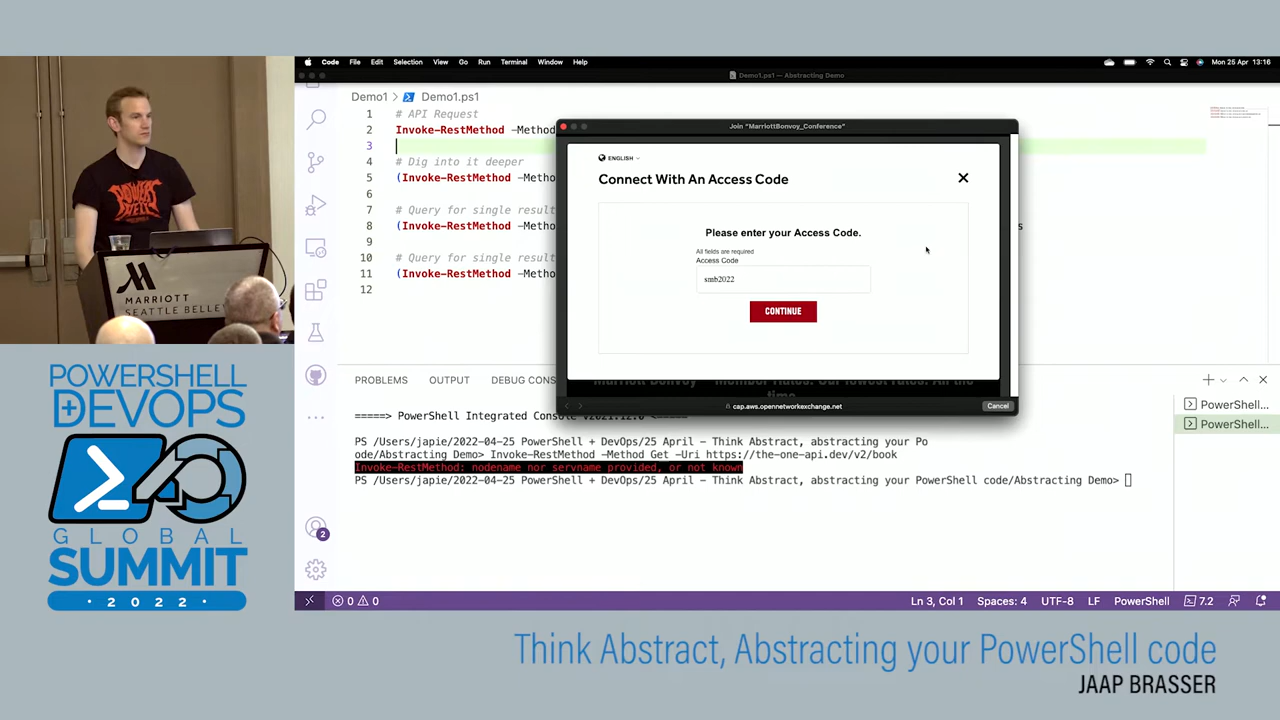 Code File Edit Selection View Go Run Terminal Window Help Mon 25 Apr 13:16
Demo1.ps1 — Abstracting Demo
Demo1 > Demo1.ps1
1 # API Request
2 Invoke-RestMethod -Method
3
4 # Dig into it deeper
5 (Invoke-RestMethod -Metho
6
7 # Query for single result
8 (Invoke-RestMethod -Metho s
9
10 # Query for single result
11 (Invoke-RestMethod -Metho
12
Join "MarriottBonvoy_Conference"
ENGLISH
Connect With An Access Code
Please enter your Access Code.
All fields are required
Access Code
smb2022
CONTINUE
cap.aws.opennetworkexchange.net
Cancel
PROBLEMS OUTPUT DEBUG CONS
=====> PowerShell Integrated Console v2021.12.0 <=====
PS /Users/japie/2022-04-25 PowerShell + DevOps/25 April - Think Abstract, abstracting your Po
ode/Abstracting Demo> Invoke-RestMethod -Method Get -Uri https://the-one-api.dev/v2/book
Invoke-RestMethod: nodename nor servname provided, or not known
PS /Users/japie/2022-04-25 PowerShell + DevOps/25 April - Think Abstract, abstracting your PowerShell code/Abstracting Demo>
PowerShell...
PowerShell...
2
0 0 Ln 3, Col 1 Spaces: 4 UTF-8 LF PowerShell 7.2
POWER SHELL
MARRIOTT
SEATTLE BELLE
POWERSHELL
+DEVOPS
GLOBAL
SUMMIT
· 2022 ·
Think Abstract, Abstracting your PowerShell code
JAAP BRASSER